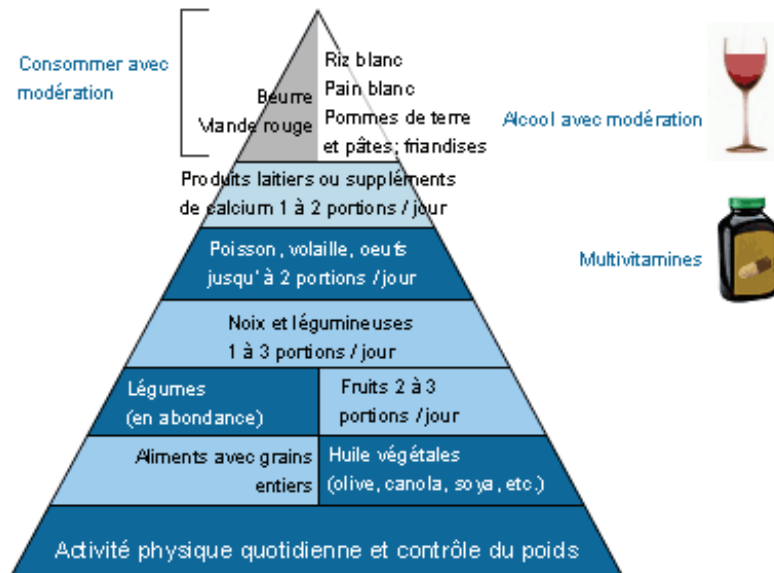 Consommer avec
modération
Beurre
Viande rouge
Riz blanc
Pain blanc
Pommes de terre
et pâtes; friandises
Alcool avec modération
Produits laitiers ou suppléments
de calcium 1 à 2 portions / jour
Poisson, volaille, oeufs
jusqu' à 2 portions / jour
Multivitamines
Noix et légumineuses
1 à 3 portions / jour
Légumes
(en abondance)
Fruits 2 à 3
portions / jour
Aliments avec grains
entiers
Huile végétales
(olive, canola, soya, etc.)
Activité physique quotidienne et contrôle du poids